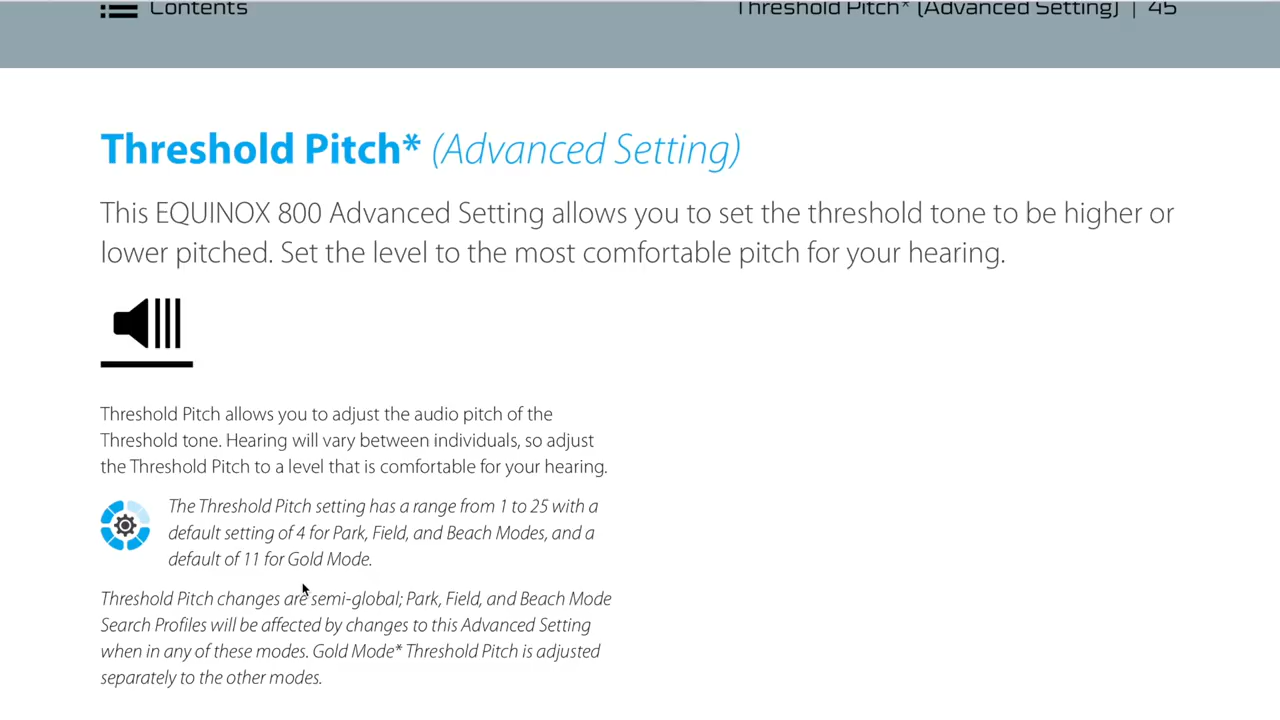 Contents
Threshold Pitch* (Advanced Setting) | 45
Threshold Pitch* (Advanced Setting)
This EQUINOX 800 Advanced Setting allows you to set the threshold tone to be higher or
lower pitched. Set the level to the most comfortable pitch for your hearing.
Threshold Pitch allows you to adjust the audio pitch of the
Threshold tone. Hearing will vary between individuals, so adjust
the Threshold Pitch to a level that is comfortable for your hearing.
The Threshold Pitch setting has a range from 1 to 25 with a
default setting of 4 for Park, Field, and Beach Modes, and a
default of 11 for Gold Mode.
Threshold Pitch changes are semi-global; Park, Field, and Beach Mode
Search Profiles will be affected by changes to this Advanced Setting
when in any of these modes. Gold Mode* Threshold Pitch is adjusted
separately to the other modes.